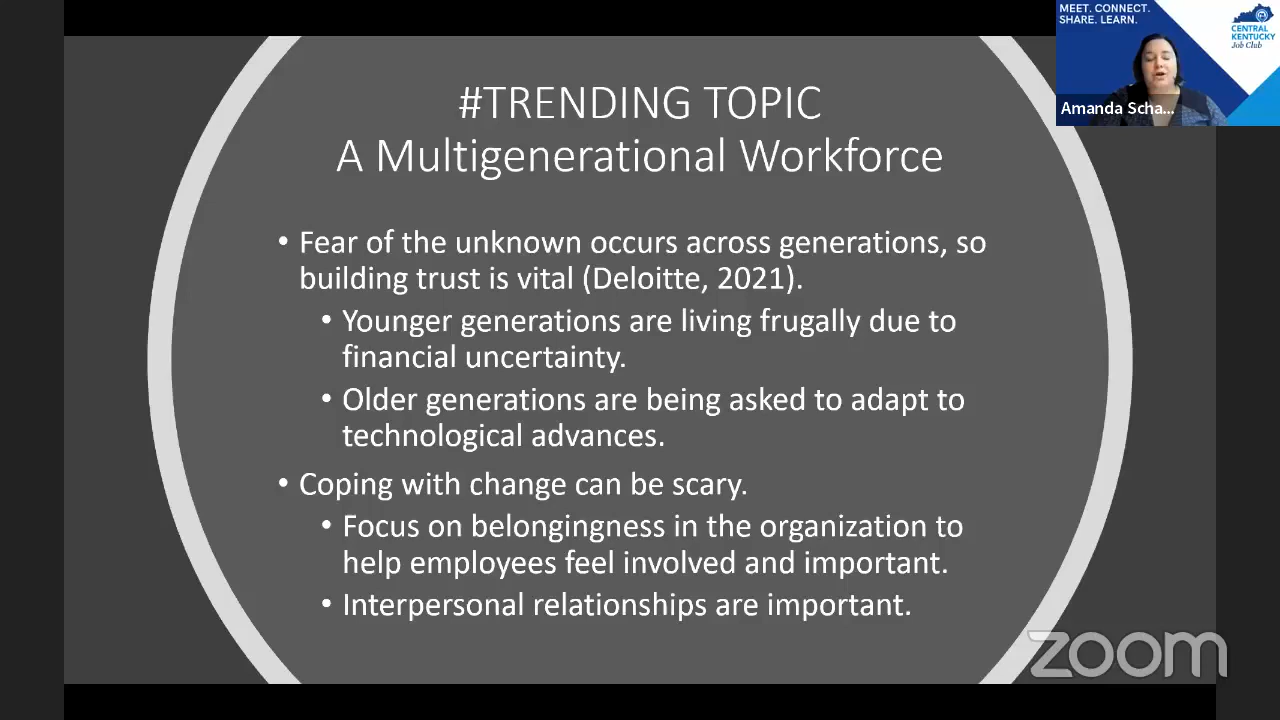 MEET. CONNECT.
SHARE. LEARN.
CENTRAL
KENTUCKY
Job Club
Amanda Scha...
#TRENDING TOPIC
A Multigenerational Workforce
• Fear of the unknown occurs across generations, so
building trust is vital (Deloitte, 2021).
• Younger generations are living frugally due to
financial uncertainty.
• Older generations are being asked to adapt to
technological advances.
• Coping with change can be scary.
• Focus on belongingness in the organization to
help employees feel involved and important.
• Interpersonal relationships are important.
zoom